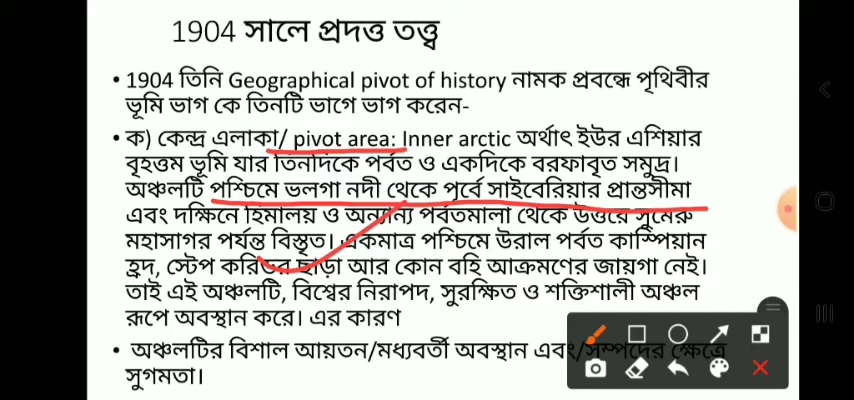 1904 সালে প্রদত্ত তত্ত্ব
• 1904 তিনি Geographical pivot of history নামক প্রবন্ধে পৃথিবীর
ভূমি ভাগ কে তিনটি ভাগে ভাগ করেন-
• ক) কেন্দ্র এলাকা/ pivot area: Inner arctic অর্থাৎ ইউর এশিয়ার
বৃহত্তম ভূমি যার তিনদিকে পর্বত ও একদিকে বরফাবৃত সমুদ্র।
অঞ্চলটি পশ্চিমে ভলগা নদী থেকে পূর্বে সাইবেরিয়ার প্রান্তসীমা
এবং দক্ষিনে হিমালয় ও অন্যান্য পর্বতমালা থেকে উত্তরে সুমেরু
মহাসাগর পর্যন্ত বিস্তৃত। একমাত্র পশ্চিমে উরাল পর্বত কাস্পিয়ান
হ্রদ, স্টেপ করিডর ছাড়া আর কোন বহি আক্রমণের জায়গা নেই।
তাই এই অঞ্চলটি, বিশ্বের নিরাপদ, সুরক্ষিত ও শক্তিশালী অঞ্চল
রূপে অবস্থান করে। এর কারণ
• অঞ্চলটির বিশাল আয়তন/মধ্যবর্তী অবস্থান এবং/সম্পদের ক্ষেত্রে
সুগমতা।